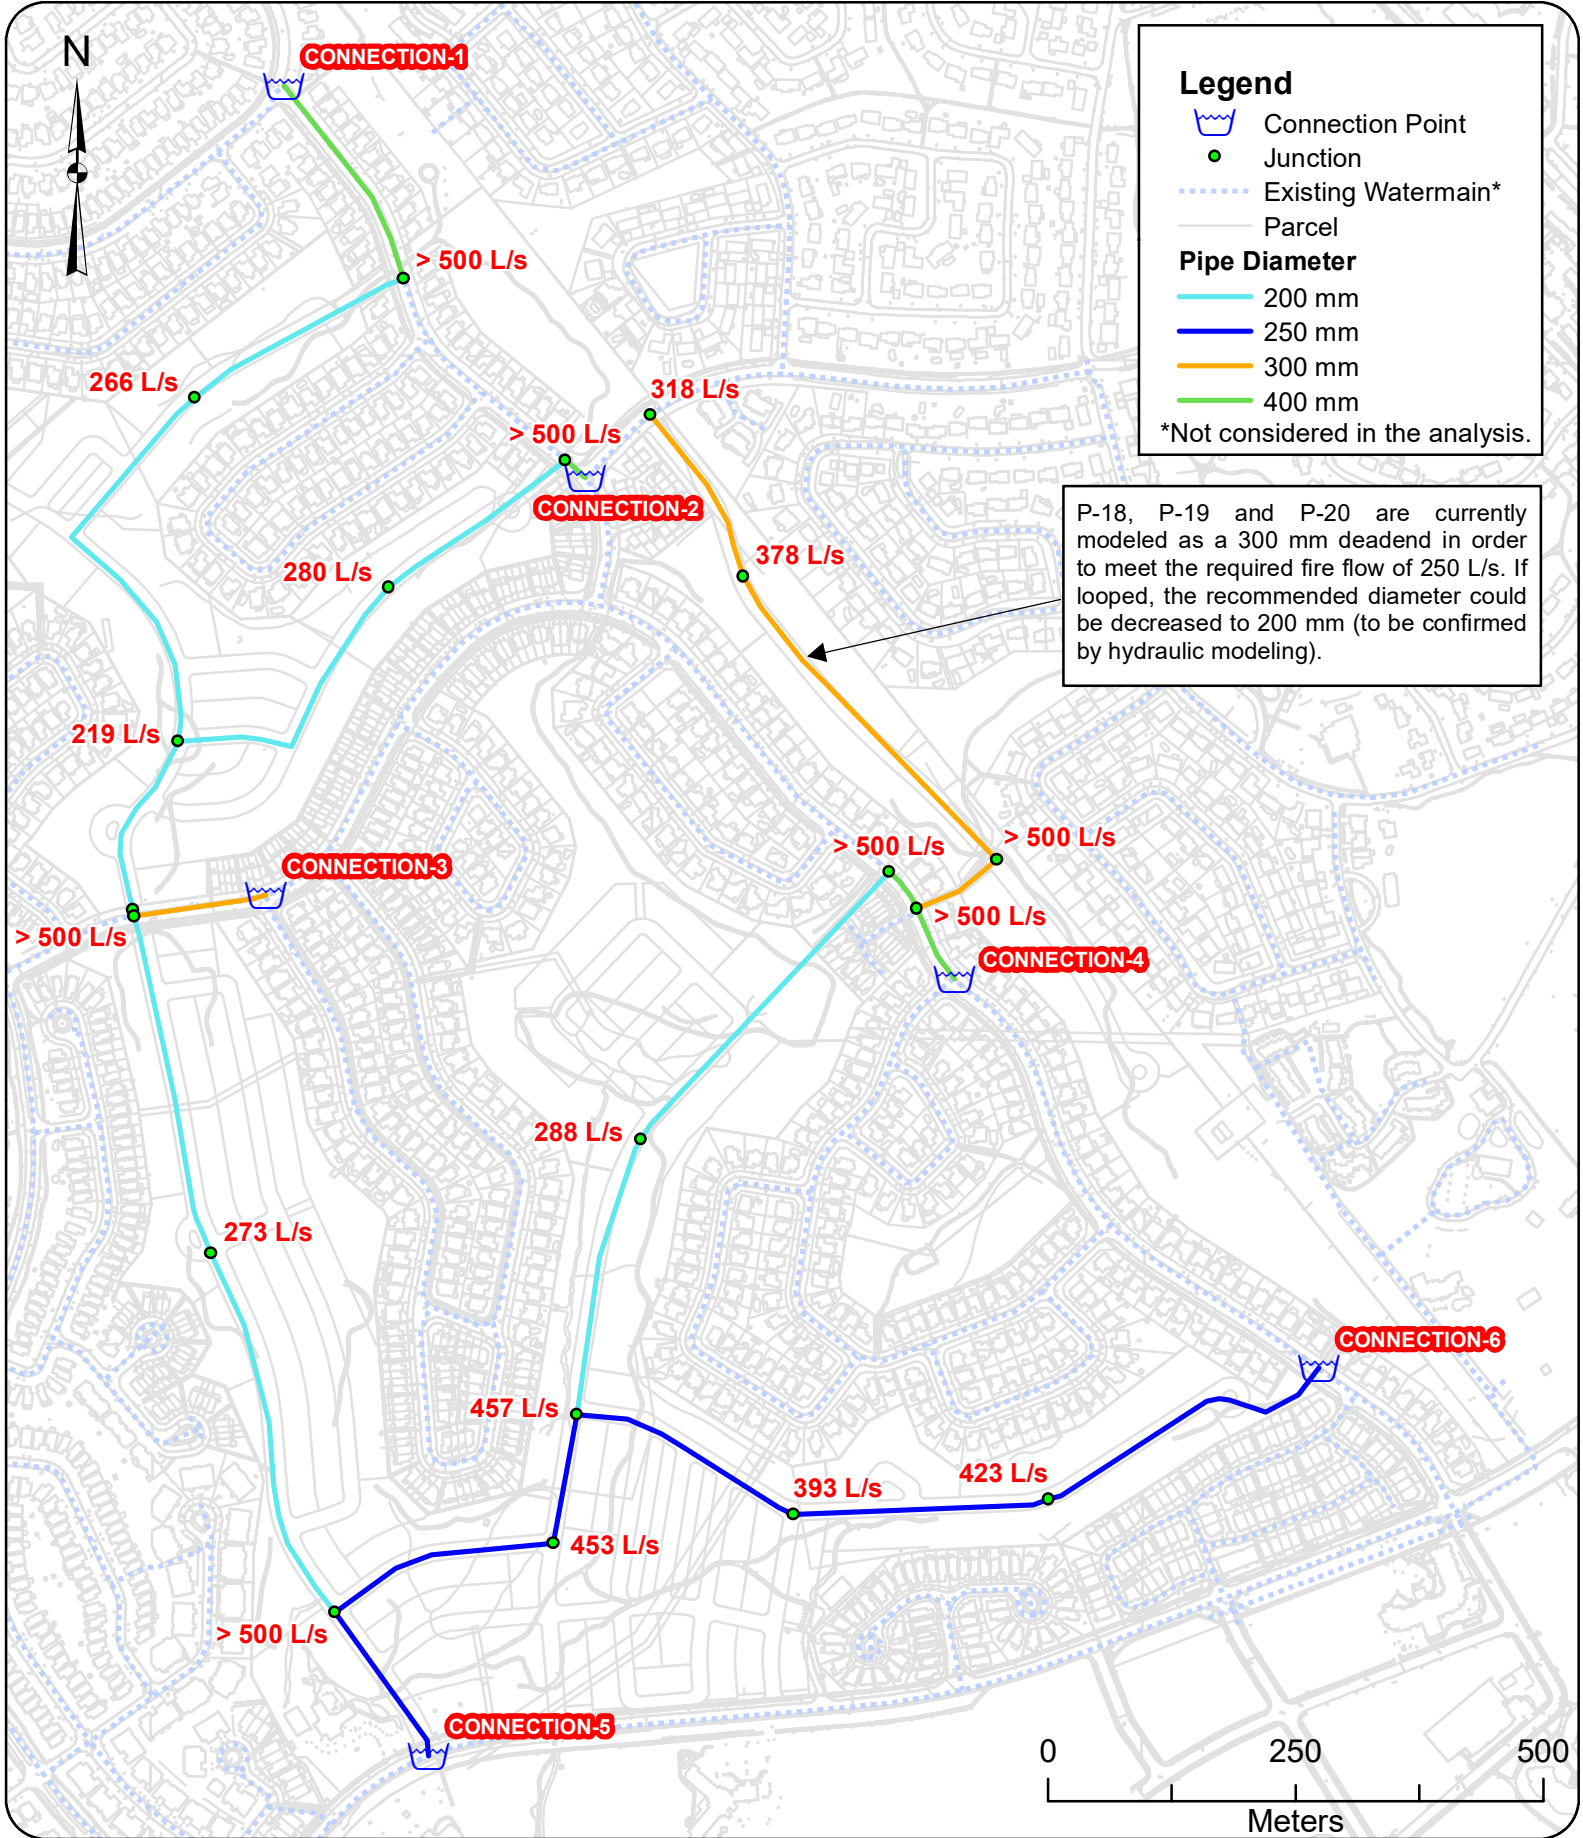 N
CONNECTION-1
Legend
Connection Point
Junction
Existing Watermain*
Parcel
Pipe Diameter
200 mm
250 mm
300 mm
400 mm
*Not considered in the analysis.
> 500 L/s
266 L/s
318 L/s
> 500 L/s
CONNECTION-2
P-18, P-19 and P-20 are currently
modeled as a 300 mm deadend in order
to meet the required fire flow of 250 L/s. If
looped, the recommended diameter could
be decreased to 200 mm (to be confirmed
by hydraulic modeling).
378 L/s
280 L/s
219 L/s
> 500 L/s
> 500 L/s
CONNECTION-3
> 500 L/s
> 500 L/s
CONNECTION-4
288 L/s
273 L/s
CONNECTION-6
457 L/s
423 L/s
393 L/s
453 L/s
> 500 L/s
CONNECTION-5
0 250 500
Meters